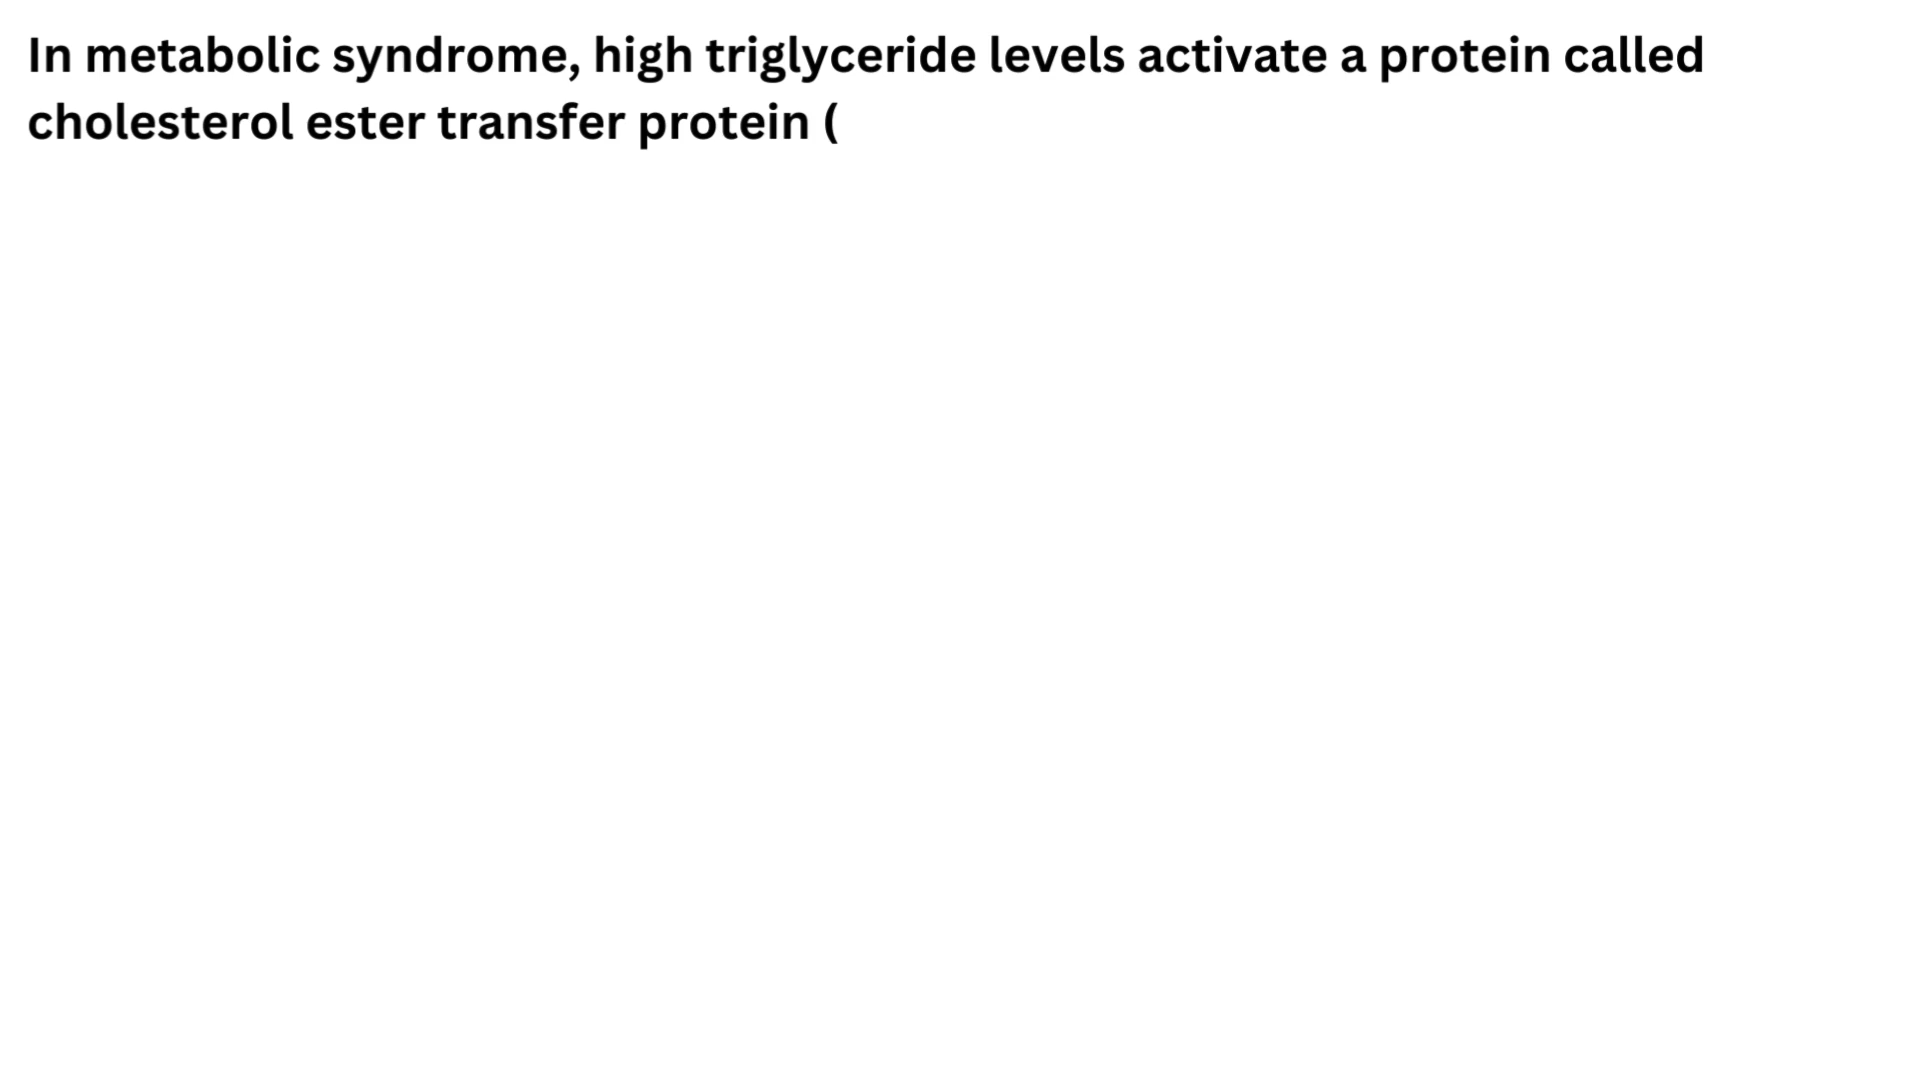 In metabolic syndrome, high triglyceride levels activate a protein called
cholesterol ester transfer protein (